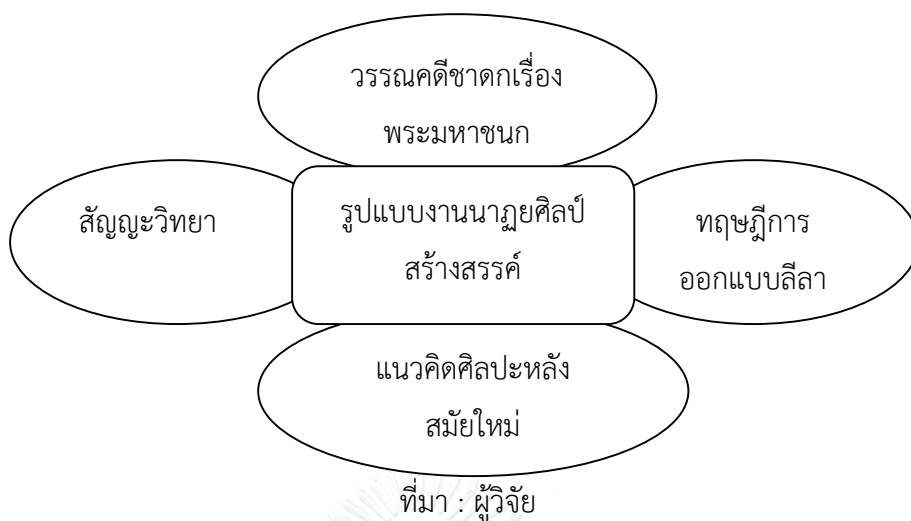 วรรณคดีชาดกเรื่อง
พระมหาชนก
สัญญะวิทยา
รูปแบบงานนาฏยศิลป์
สร้างสรรค์
ทฤษฎีการ
ออกแบบลีลา
แนวคิดศิลปะหลัง
สมัยใหม่
ที่มา : ผู้วิจัย